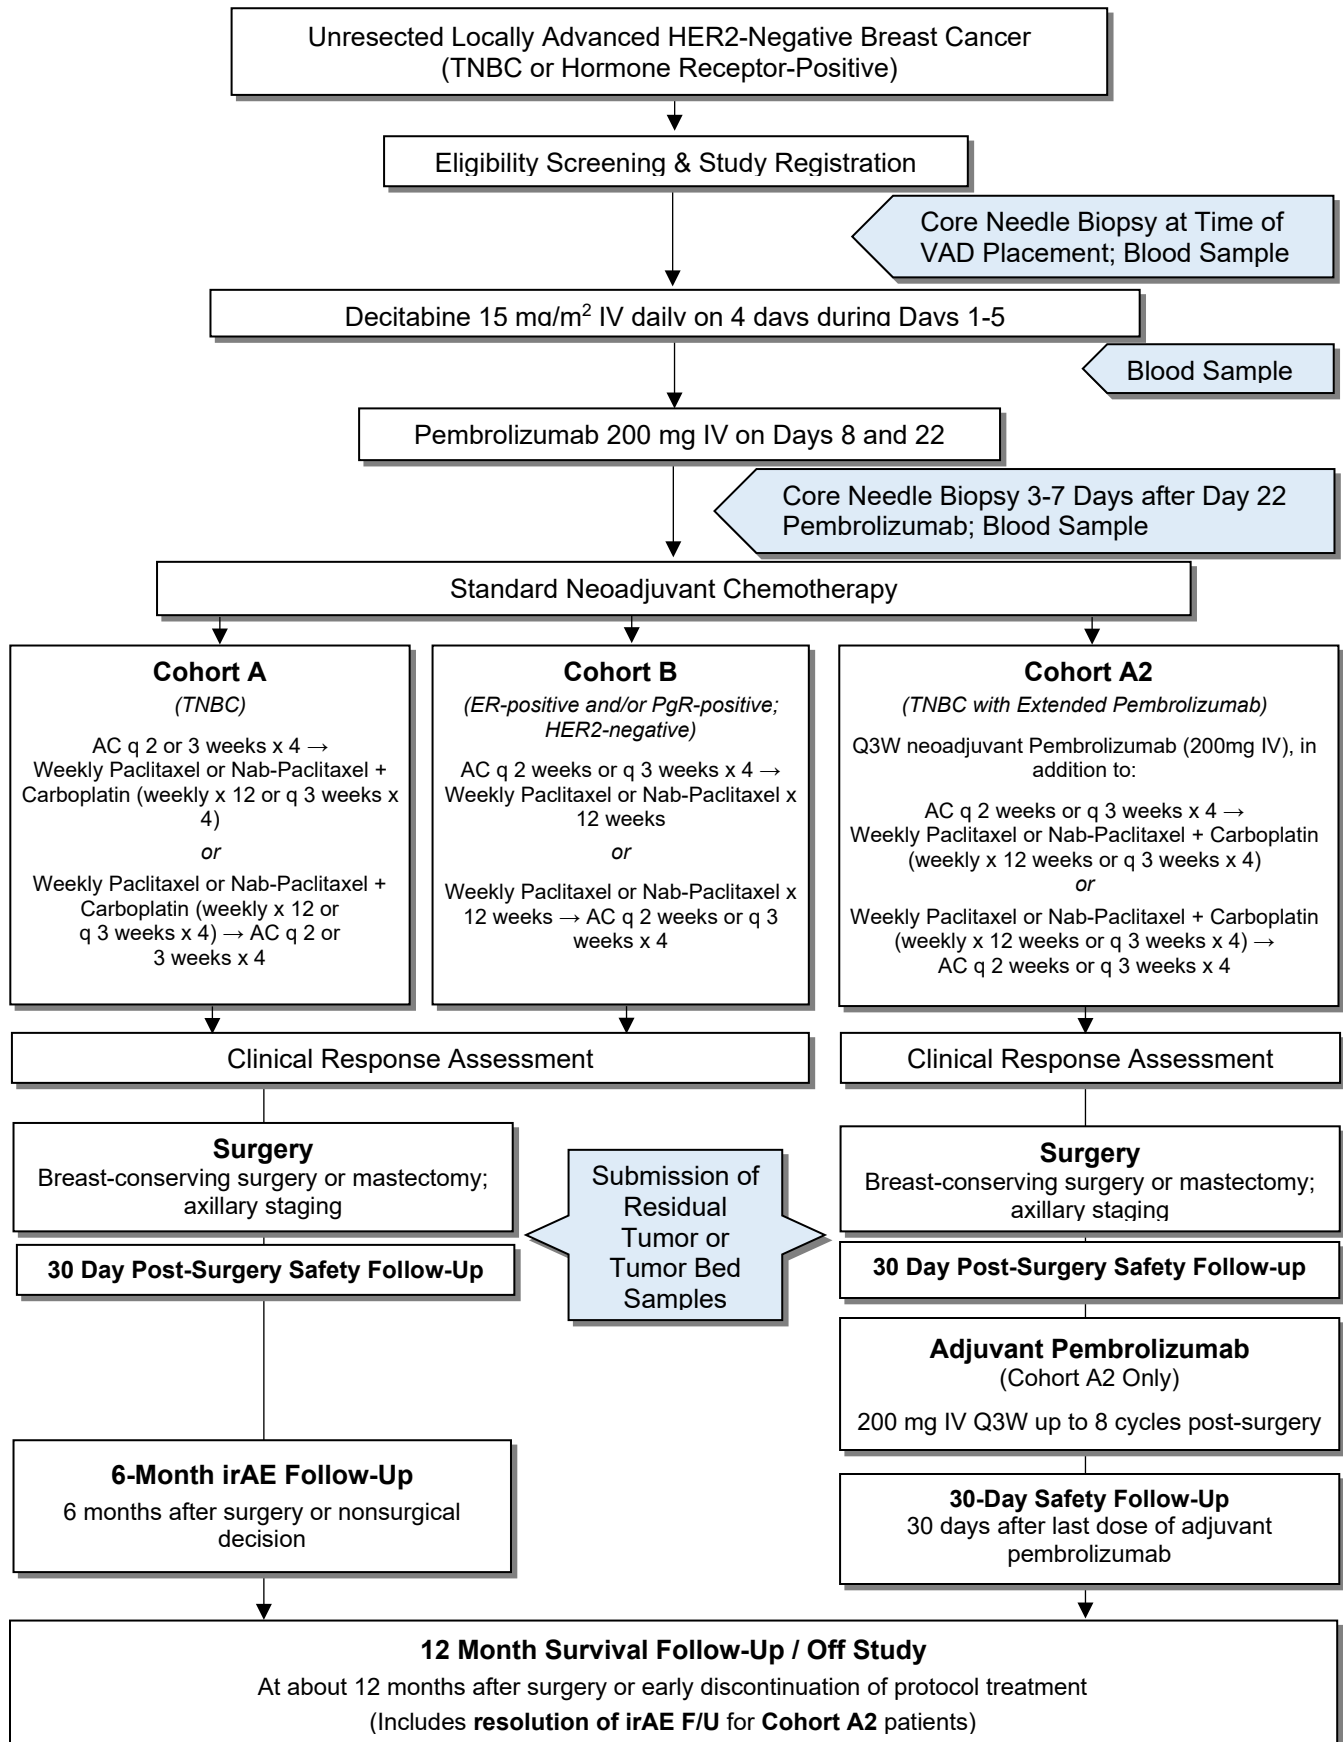 Unresected Locally Advanced HER2-Negative Breast Cancer
(TNBC or Hormone Receptor-Positive)
Eligibility Screening & Study Registration
Core Needle Biopsy at Time of
VAD Placement; Blood Sample
Decitabine 15 mg/m² IV daily on 4 days during Days 1-5
Blood Sample
Pembrolizumab 200 mg IV on Days 8 and 22
Core Needle Biopsy 3-7 Days after Day 22
Pembrolizumab; Blood Sample
Standard Neoadjuvant Chemotherapy
Cohort A
(TNBC)
AC q 2 or 3 weeks x 4 →
Weekly Paclitaxel or Nab-Paclitaxel +
Carboplatin (weekly x 12 or q 3 weeks x
4)
or
Weekly Paclitaxel or Nab-Paclitaxel +
Carboplatin (weekly x 12 or
q 3 weeks x 4) → AC q 2 or
3 weeks x 4
Cohort B
(ER-positive and/or PgR-positive;
HER2-negative)
AC q 2 weeks or q 3 weeks x 4 →
Weekly Paclitaxel or Nab-Paclitaxel x
12 weeks
or
Weekly Paclitaxel or Nab-Paclitaxel x
12 weeks → AC q 2 weeks or q 3
weeks x 4
Cohort A2
(TNBC with Extended Pembrolizumab)
Q3W neoadjuvant Pembrolizumab (200mg IV), in
addition to:
AC q 2 weeks or q 3 weeks x 4 →
Weekly Paclitaxel or Nab-Paclitaxel + Carboplatin
(weekly x 12 weeks or q 3 weeks x 4)
or
Weekly Paclitaxel or Nab-Paclitaxel + Carboplatin
(weekly x 12 weeks or q 3 weeks x 4) →
AC q 2 weeks or q 3 weeks x 4
Clinical Response Assessment
Clinical Response Assessment
Surgery
Breast-conserving surgery or mastectomy;
axillary staging
30 Day Post-Surgery Safety Follow-Up
Submission of
Residual
Tumor or
Tumor Bed
Samples
Surgery
Breast-conserving surgery or mastectomy;
axillary staging
30 Day Post-Surgery Safety Follow-up
Adjuvant Pembrolizumab
(Cohort A2 Only)
200 mg IV Q3W up to 8 cycles post-surgery
6-Month irAE Follow-Up
6 months after surgery or nonsurgical
decision
30-Day Safety Follow-Up
30 days after last dose of adjuvant
pembrolizumab
12 Month Survival Follow-Up / Off Study
At about 12 months after surgery or early discontinuation of protocol treatment
(Includes resolution of irAE F/U for Cohort A2 patients)